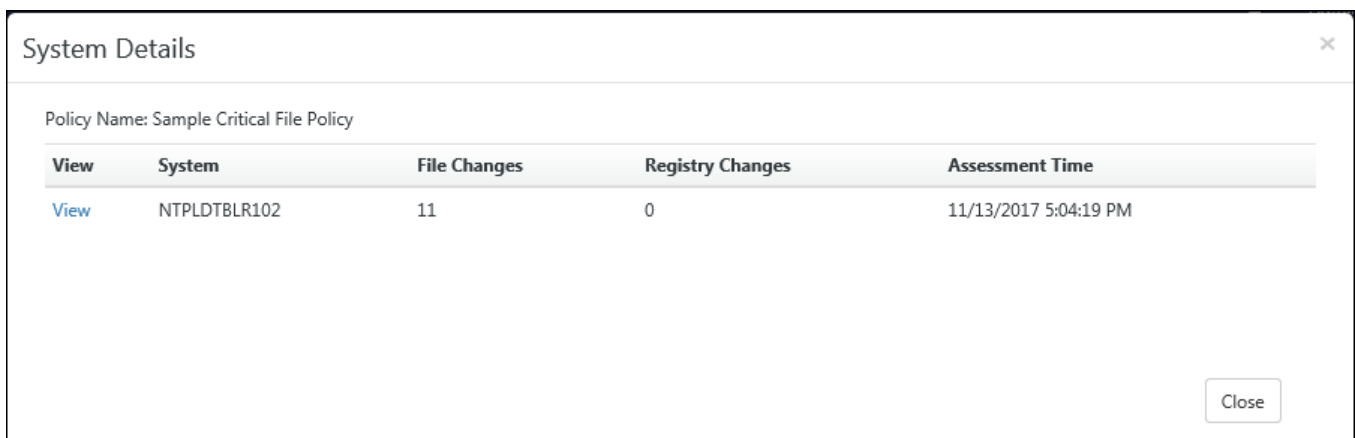 System Details
×
Policy Name: Sample Critical File Policy
View System File Changes Registry Changes Assessment Time
View NTPLDTBLR102 11 0 11/13/2017 5:04:19 PM
Close